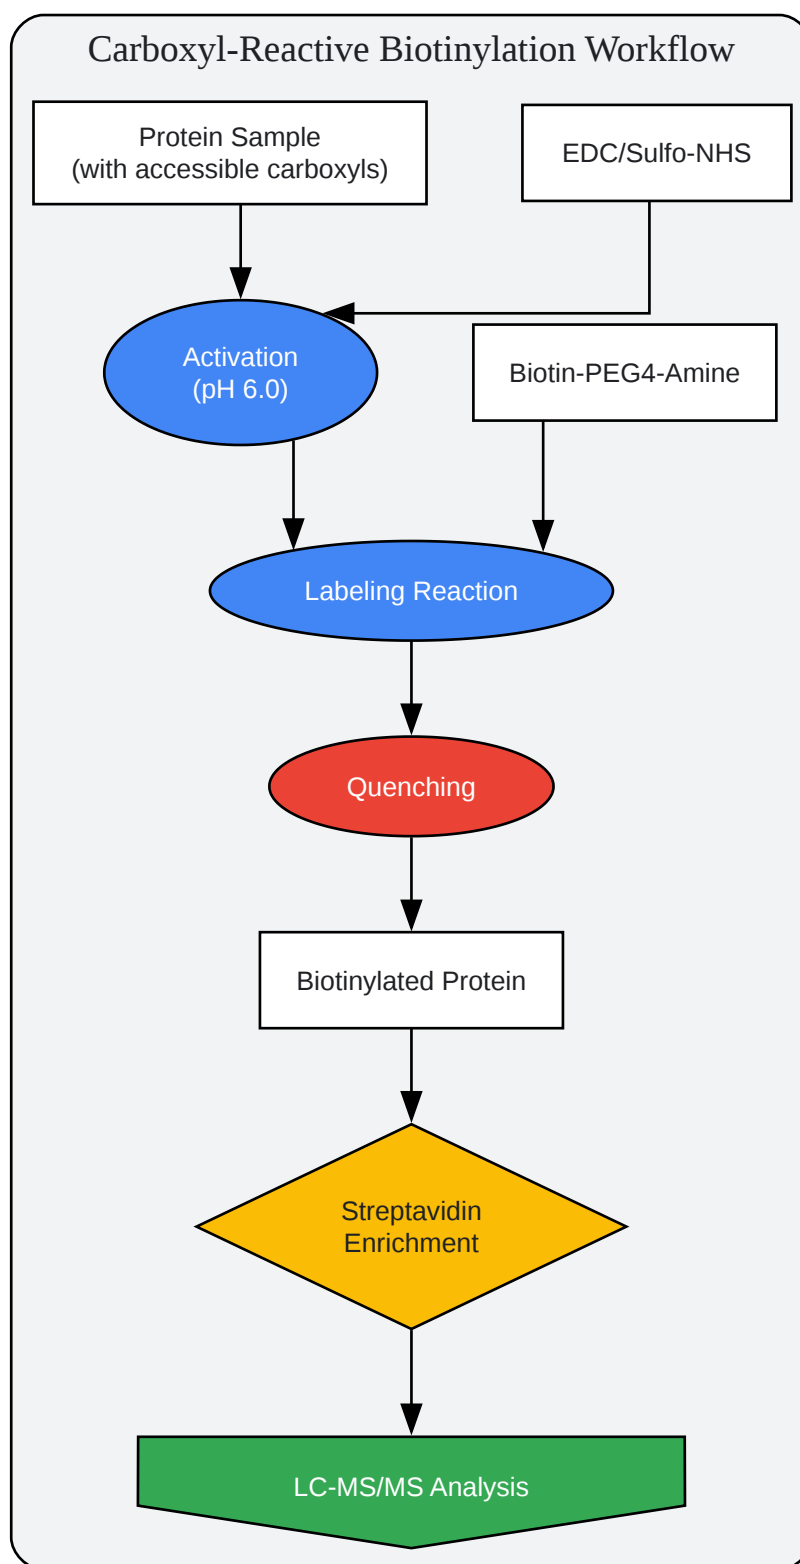 Carboxyl-Reactive Biotinylation Workflow
Protein Sample
(with accessible carboxyls)
EDC/Sulfo-NHS
Activation
(pH 6.0)
Biotin-PEG4-Amine
Labeling Reaction
Quenching
Biotinylated Protein
Streptavidin
Enrichment
LC-MS/MS Analysis